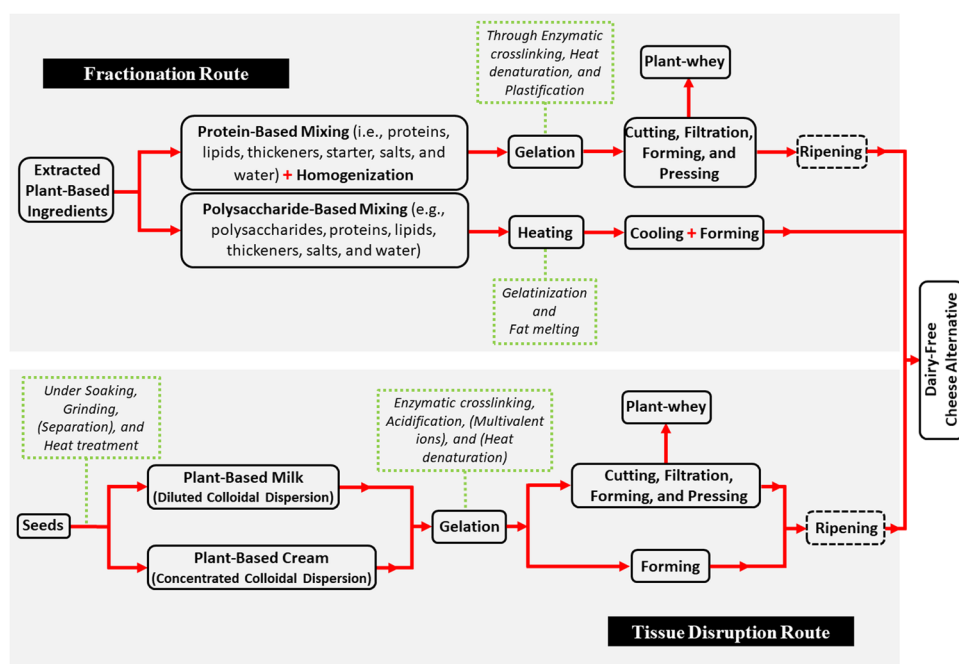 Fractionation Route
Through Enzymatic
crosslinking, Heat
denaturation, and
Plastification
Plant-whey
Extracted
Plant-Based
Ingredients
Protein-Based Mixing (i.e., proteins,
lipids, thickeners, starter, salts, and
water) + Homogenization
Gelation
Cutting, Filtration,
Forming, and
Pressing
Ripening
Polysaccharide-Based Mixing (e.g.,
polysaccharides, proteins, lipids,
thickeners, salts, and water)
Heating
Cooling + Forming
Gelatinization
and
Fat melting
Dairy-Free
Cheese Alternative
Under Soaking,
Grinding,
(Separation), and
Heat treatment
Enzymatic crosslinking,
Acidification, (Multivalent
ions), and (Heat
denaturation)
Plant-whey
Seeds
Plant-Based Milk
(Diluted Colloidal Dispersion)
Plant-Based Cream
(Concentrated Colloidal Dispersion)
Gelation
Cutting, Filtration,
Forming, and Pressing
Forming
Ripening
Tissue Disruption Route